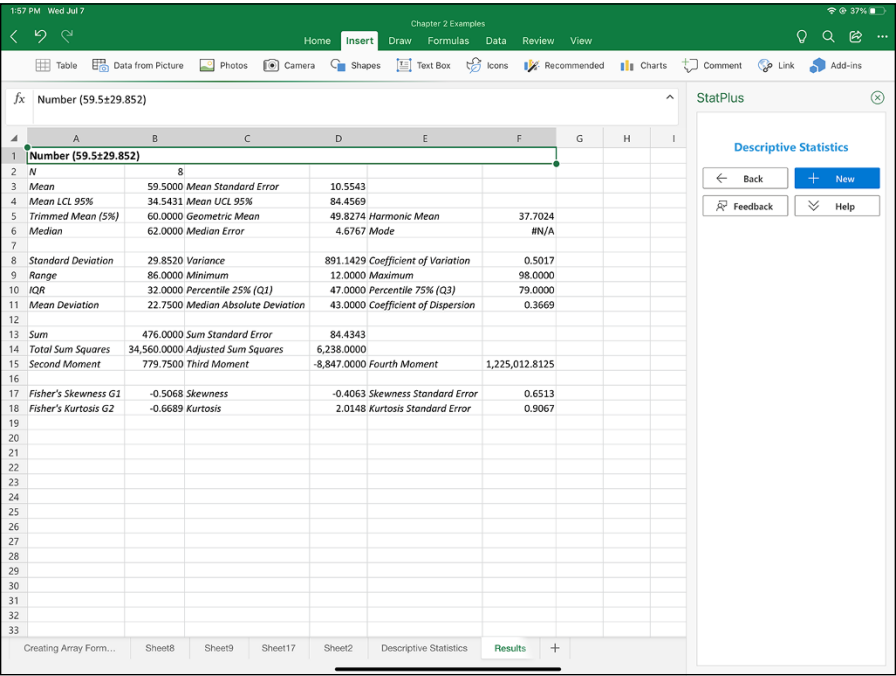 1:57 PM Wed Jul 7
37%
Chapter 2 Examples
Home Insert Draw Formulas Data Review View
Table Data from Picture Photos Camera Shapes Text Box Icons Recommended Charts Comment Link Add-ins
fx Number (59.5±29.852)
StatPlus
A B C D E F G H I
Descriptive Statistics
Back New
Feedback Help
1 Number (59.5±29.852)
2 N 8
3 Mean 59.5000 Mean Standard Error 10.5543
4 Mean LCL 95% 34.5431 Mean UCL 95% 84.4569
5 Trimmed Mean (5%) 60.0000 Geometric Mean 49.8274 Harmonic Mean 37.7024
6 Median 62.0000 Median Error 4.6767 Mode #N/A
7
8 Standard Deviation 29.8520 Variance 891.1429 Coefficient of Variation 0.5017
9 Range 86.0000 Minimum 12.0000 Maximum 98.0000
10 IQR 32.0000 Percentile 25% (Q1) 47.0000 Percentile 75% (Q3) 79.0000
11 Mean Deviation 22.7500 Median Absolute Deviation 43.0000 Coefficient of Dispersion 0.3669
12
13 Sum 476.0000 Sum Standard Error 84.4343
14 Total Sum Squares 34,560.0000 Adjusted Sum Squares 6,238.0000
15 Second Moment 779.7500 Third Moment -8,847.0000 Fourth Moment 1,225,012.8125
16
17 Fisher's Skewness G1 -0.5068 Skewness -0.4063 Skewness Standard Error 0.6513
18 Fisher's Kurtosis G2 -0.6689 Kurtosis 2.0148 Kurtosis Standard Error 0.9067
19
20
21
22
23
24
25
26
27
28
29
30
31
32
33
Creating Array Form... Sheet8 Sheet9 Sheet17 Sheet2 Descriptive Statistics Results +